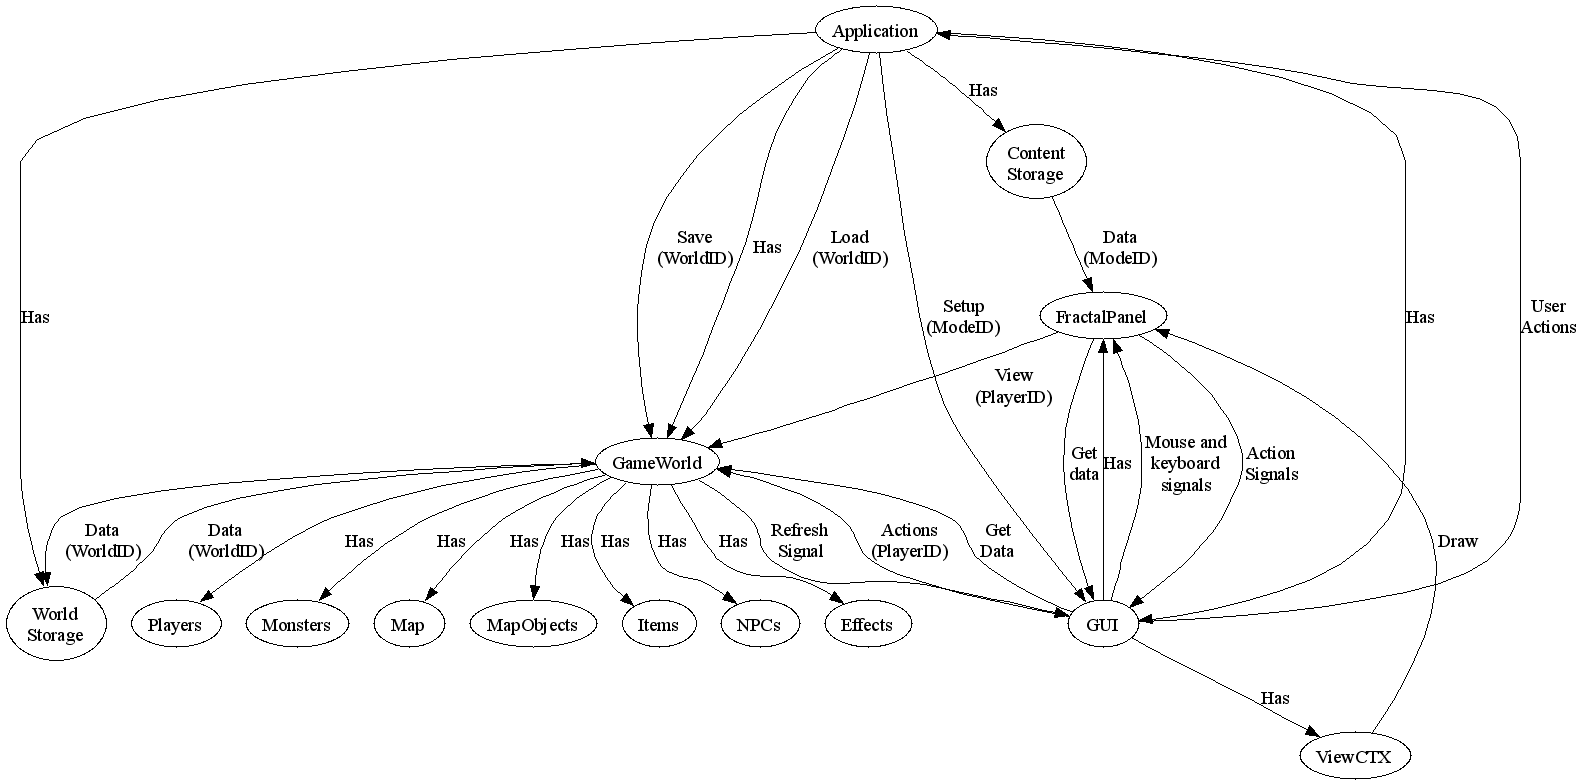 Application
Has
Content
Storage
Save
(WorldID)
Has
Load
(WorldID)
Data
(ModeID)
Has
Setup
(ModeID)
FractalPanel
Has
User
Actions
View
(PlayerID)
GameWorld
Get
data
Has
Mouse and
keyboard
signals
Action
Signals
Data
(WorldID)
Data
(WorldID)
Has
Has
Has
Has
Has
Has
Has
Refresh
Signal
Actions
(PlayerID)
Get
Data
Draw
World
Storage
Players
Monsters
Map
MapObjects
Items
NPCs
Effects
GUI
Has
ViewCTX